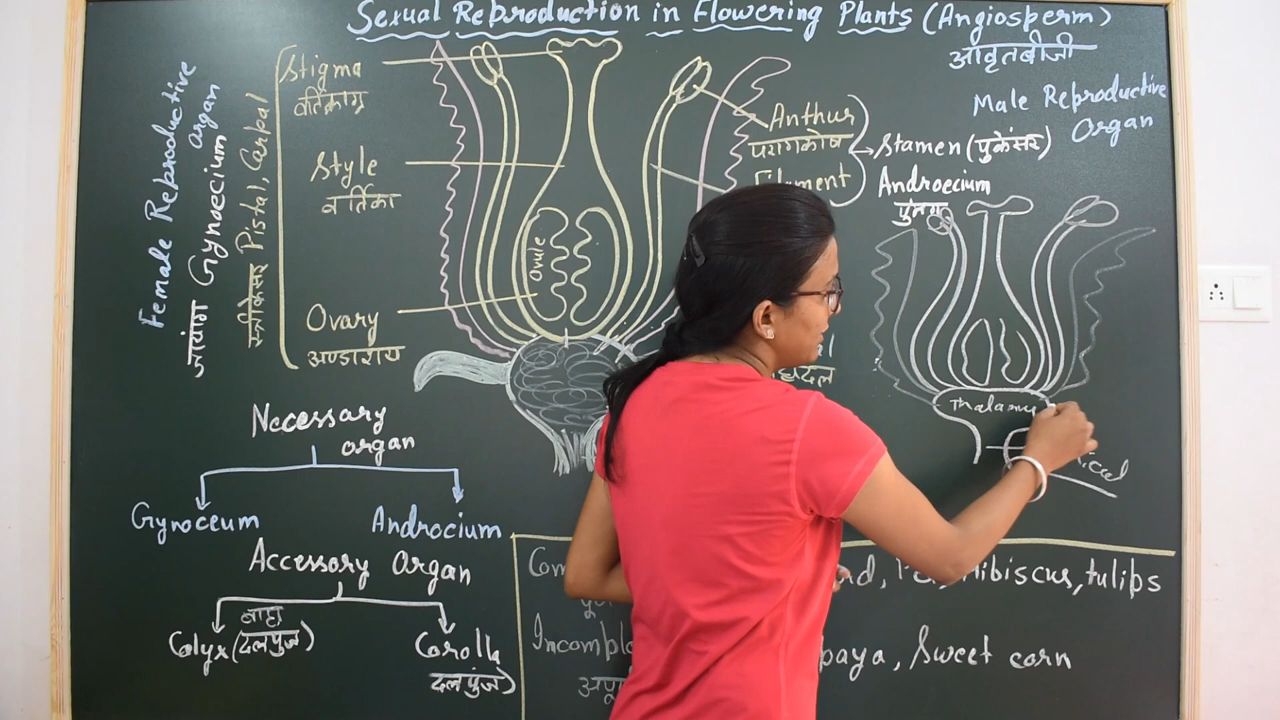 Sexual Reproduction in Flowering Plants (Angiosperm)
आवृतबीजी
Stigma
वर्तिकाग्र
Style
वर्तिका
Ovary
अण्डाशय
Female Reproductive
organ
जायांग Gynoecium
स्त्रीकेसर Pistal, Carpal
Ovule
Anthur
परागकोष
Filament
Stamen (पुंकेसर)
Androecium
पुमंग
Male Reproductive
Organ
Thalamus
Necessary
organ
Gynoceum
Androcium
Accessory Organ
Calyx (बाह्य
दलपुंज)
Corolla
दलपुंज)
hibiscus, tulips
Sweet corn